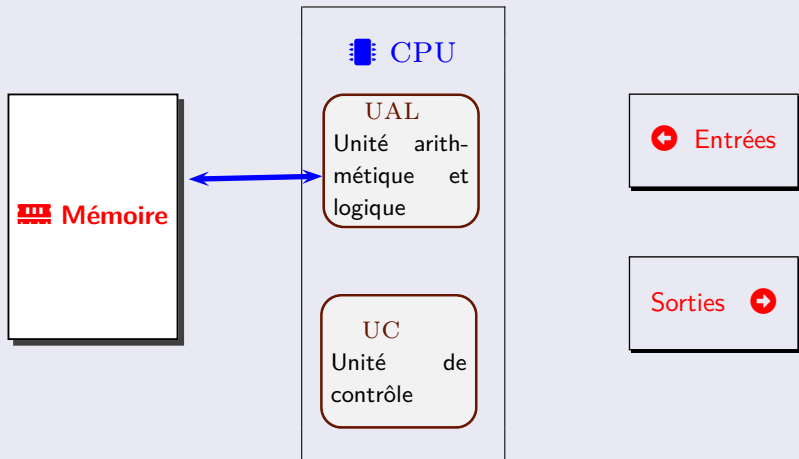 CPU
UAL
Unité arith-
métique et
logique
Mémoire
UC
Unité de
contrôle
Entrées
Sorties